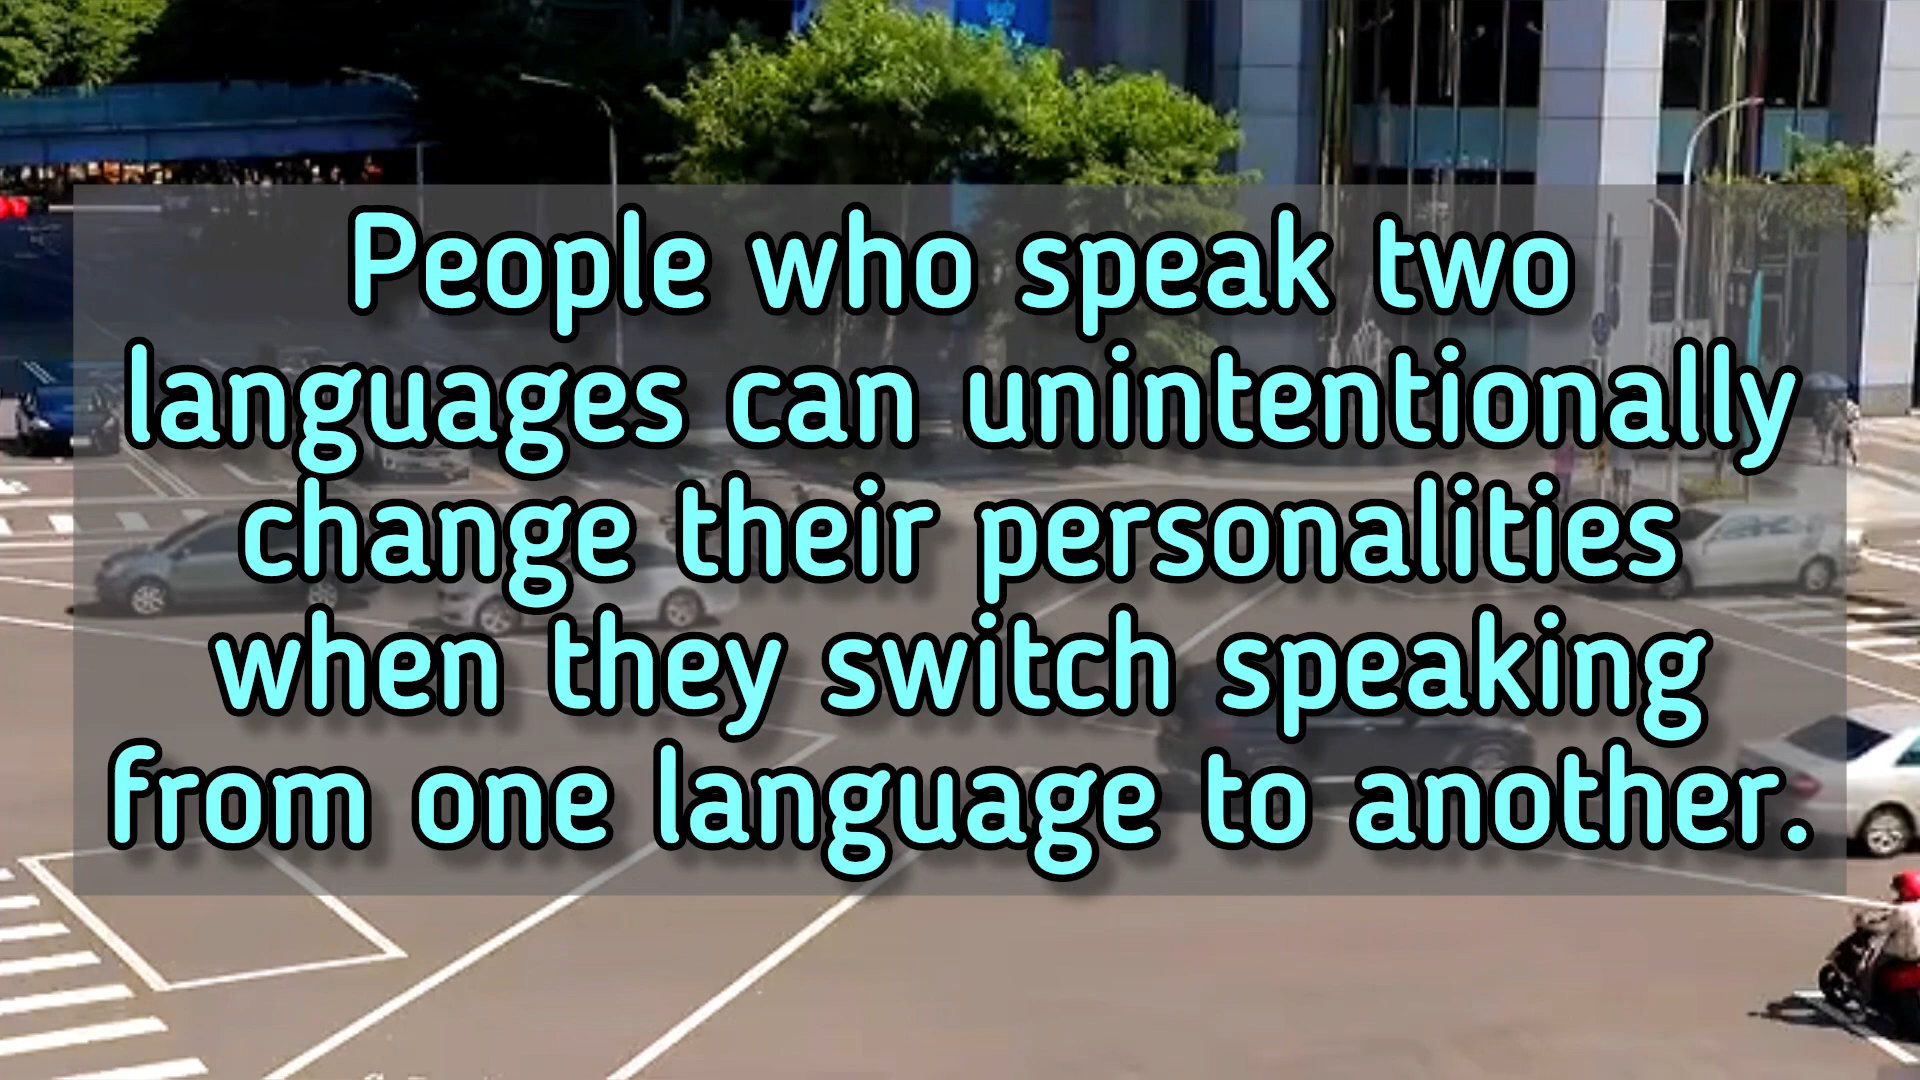 People who speak two
languages can unintentionally
change their personalities
when they switch speaking
from one language to another.